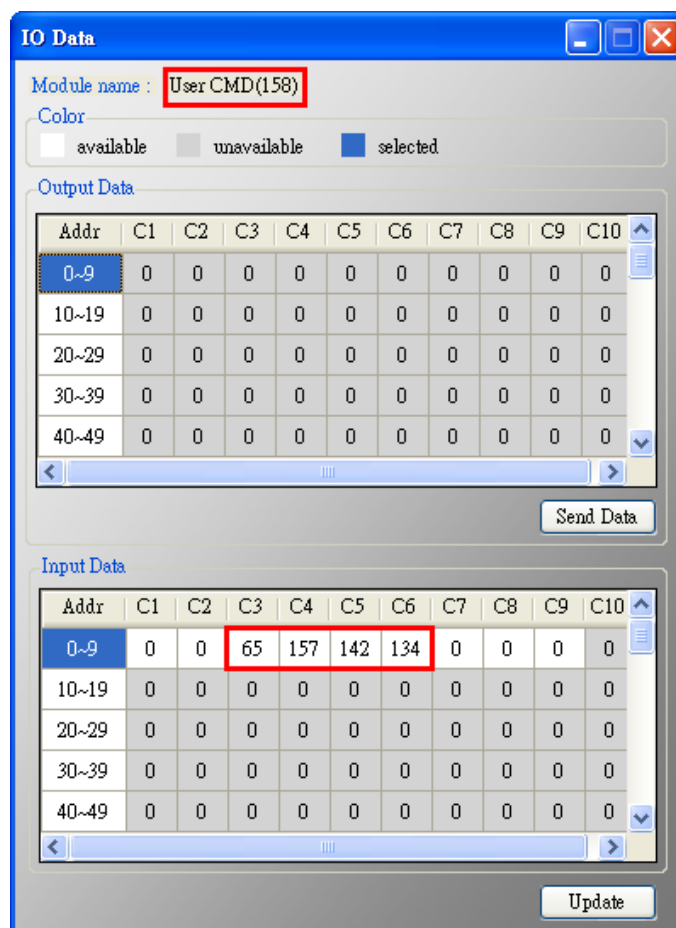 IO Data
Module name : User CMD(158)
Color
available unavailable selected
Output Data
Addr C1 C2 C3 C4 C5 C6 C7 C8 C9 C10
0~9 0 0 0 0 0 0 0 0 0 0
10~19 0 0 0 0 0 0 0 0 0 0
20~29 0 0 0 0 0 0 0 0 0 0
30~39 0 0 0 0 0 0 0 0 0 0
40~49 0 0 0 0 0 0 0 0 0 0
Send Data
Input Data
Addr C1 C2 C3 C4 C5 C6 C7 C8 C9 C10
0~9 0 0 65 157 142 134 0 0 0 0
10~19 0 0 0 0 0 0 0 0 0 0
20~29 0 0 0 0 0 0 0 0 0 0
30~39 0 0 0 0 0 0 0 0 0 0
40~49 0 0 0 0 0 0 0 0 0 0
Update